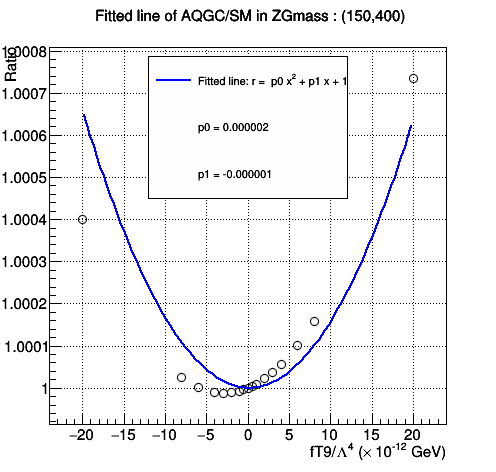 Fitted line of AQGC/SM in ZGmass : (150,400)
Ratio
1.0008
1.0007
1.0006
1.0005
1.0004
1.0003
1.0002
1.0001
1
Fitted line: r = p0 x² + p1 x + 1
p0 = 0.000002
p1 = -0.000001
−20 −15 −10 −5 0 5 10 15 20
fT9/Λ⁴ (× 10⁻¹² GeV)